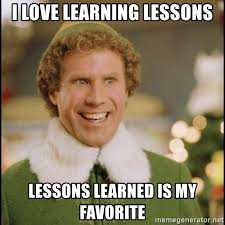 I LOVE LEARNING LESSONS
LESSONS LEARNED IS MY
FAVORITE
memegenerator.net